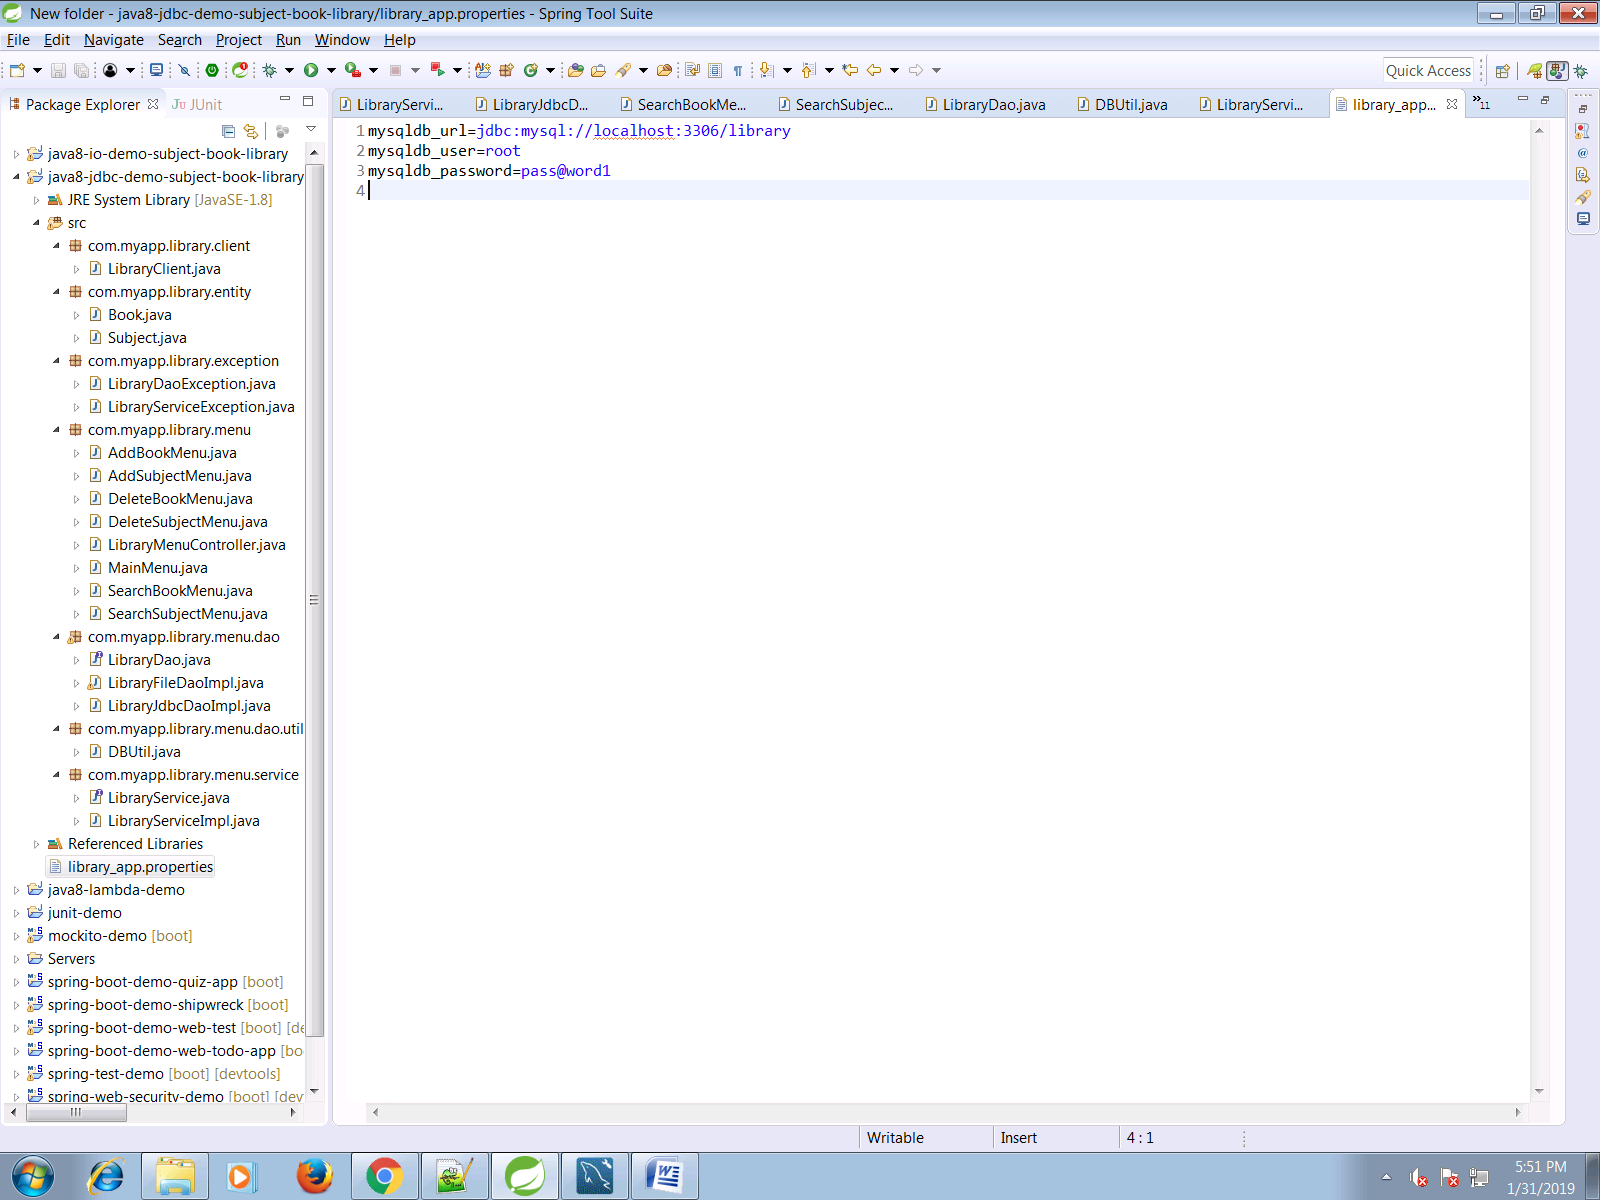 New folder - java8-jdbc-demo-subject-book-library/library_app.properties - Spring Tool Suite
File Edit Navigate Search Project Run Window Help
Quick Access
Package Explorer
JUnit
LibraryServi...
LibraryJdbcD...
SearchBookMe...
SearchSubjec...
LibraryDao.java
DBUtil.java
LibraryServi...
library_app...
»11
java8-io-demo-subject-book-library
java8-jdbc-demo-subject-book-library
JRE System Library [JavaSE-1.8]
src
com.myapp.library.client
LibraryClient.java
com.myapp.library.entity
Book.java
Subject.java
com.myapp.library.exception
LibraryDaoException.java
LibraryServiceException.java
com.myapp.library.menu
AddBookMenu.java
AddSubjectMenu.java
DeleteBookMenu.java
DeleteSubjectMenu.java
LibraryMenuController.java
MainMenu.java
SearchBookMenu.java
SearchSubjectMenu.java
com.myapp.library.menu.dao
LibraryDao.java
LibraryFileDaoImpl.java
LibraryJdbcDaoImpl.java
com.myapp.library.menu.dao.util
DBUtil.java
com.myapp.library.menu.service
LibraryService.java
LibraryServiceImpl.java
Referenced Libraries
library_app.properties
java8-lambda-demo
junit-demo
mockito-demo [boot]
Servers
spring-boot-demo-quiz-app [boot]
spring-boot-demo-shipwreck [boot]
spring-boot-demo-web-test [boot] [de
spring-boot-demo-web-todo-app [bo
spring-test-demo [boot] [devtools]
spring-web-security-demo [boot] [dev
1 mysqldb_url=jdbc:mysql://localhost:3306/library
2 mysqldb_user=root
3 mysqldb_password=pass@word1
4
Writable
Insert
4 : 1
5:51 PM
1/31/2019